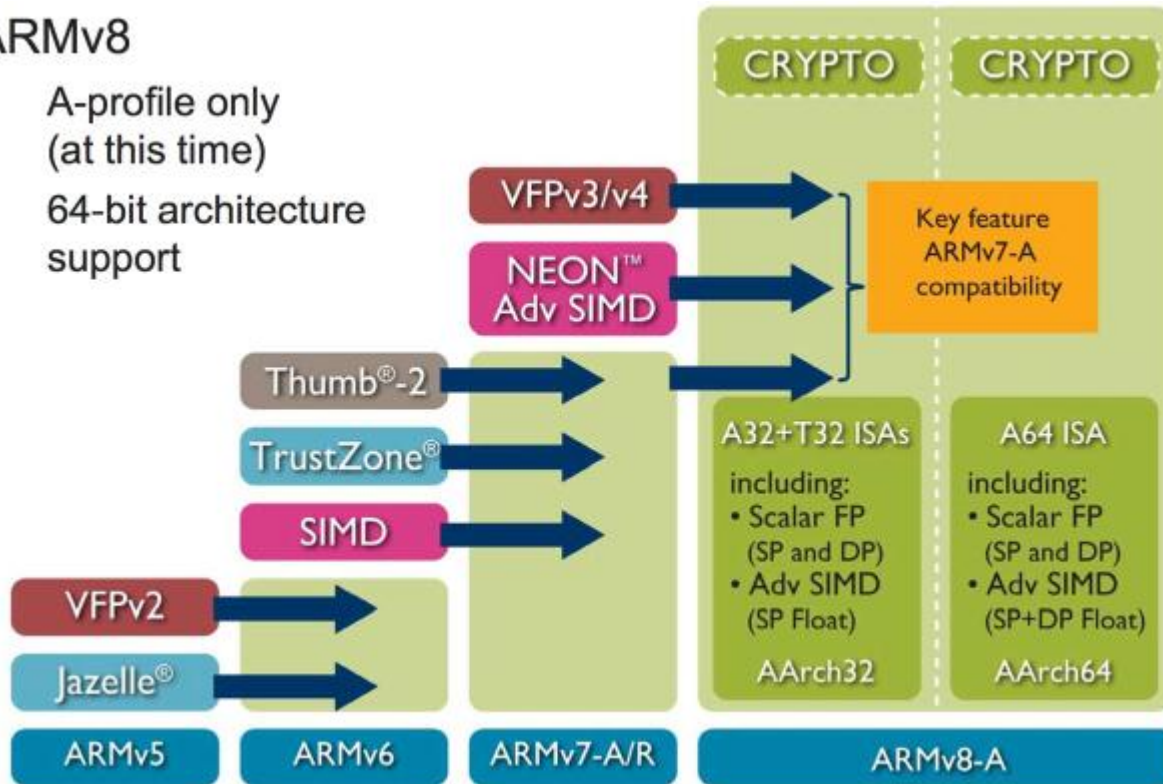 ARMv8
A-profile only
(at this time)
64-bit architecture
support
CRYPTO
CRYPTO
VFPv3/v4
NEON™
Adv SIMD
Key feature
ARMv7-A
compatibility
Thumb®-2
TrustZone®
SIMD
VFPv2
Jazelle®
A32+T32 ISAs
including:
• Scalar FP
(SP and DP)
• Adv SIMD
(SP Float)
AArch32
A64 ISA
including:
• Scalar FP
(SP and DP)
• Adv SIMD
(SP+DP Float)
AArch64
ARMv5
ARMv6
ARMv7-A/R
ARMv8-A